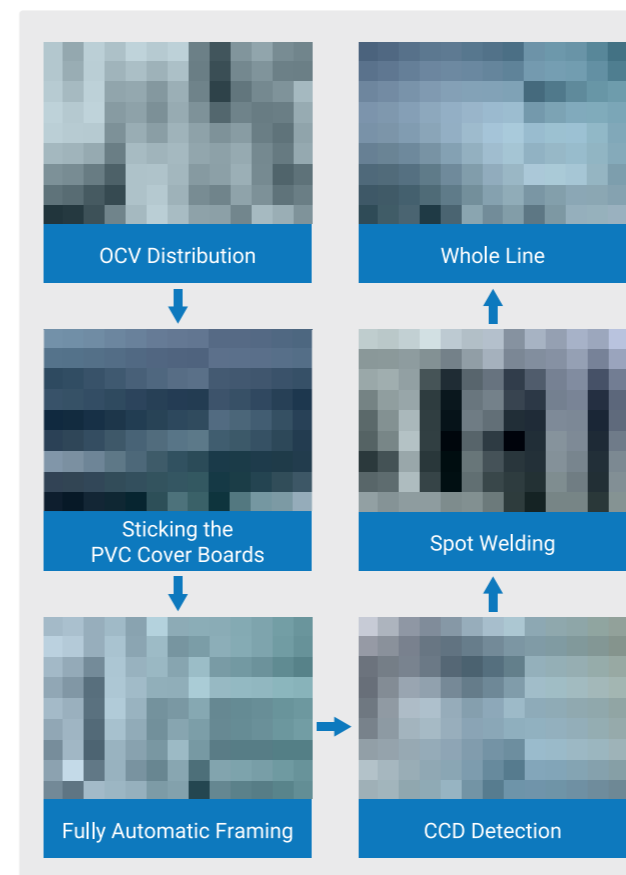 OCV Distribution
Sticking the
PVC Cover Boards
Fully Automatic Framing
CCD Detection
Spot Welding
Whole Line